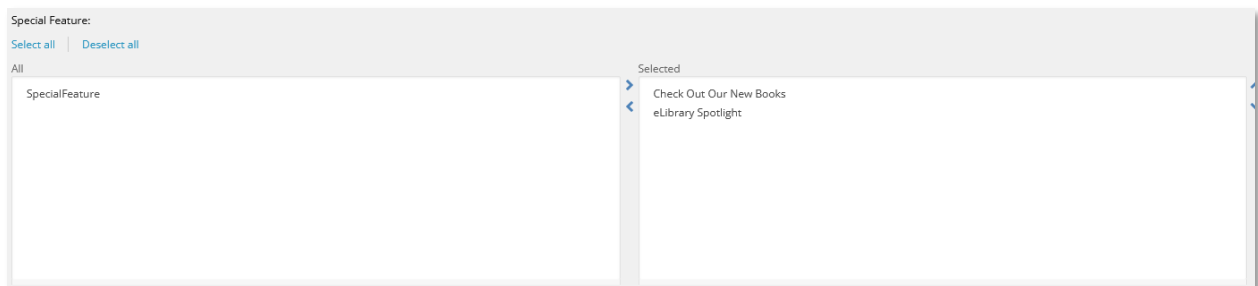 Special Feature:
Select all
Deselect all
All
Selected
SpecialFeature
Check Out Our New Books
eLibrary Spotlight